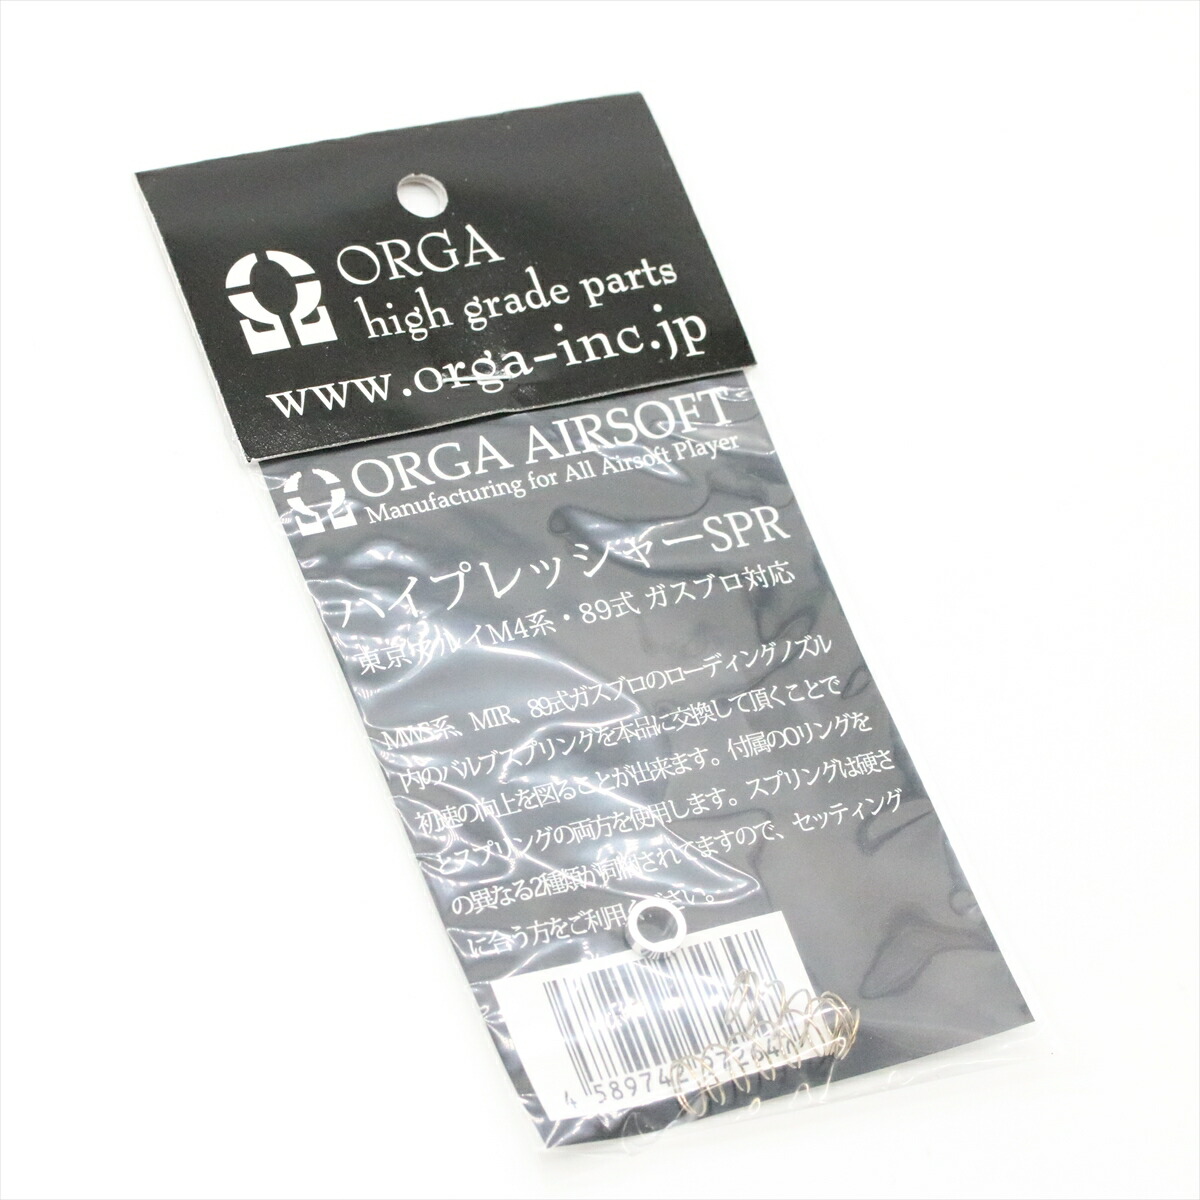 ORGA
high grade parts
www.orga-inc.jp
ORGA AIRSOFT
Manufacturing for All Airsoft Player
ハイプレッシャーSPR
東京マルイM4系・89式 ガスブロ対応
MWS系、MTR、89式ガスブロのローディングノズル
内のバルブスプリングを本品に交換して頂くことで
初速の向上を図ることが出来ます。付属のOリングを
とスプリングの両方を使用します。スプリングは硬さ
の異なる2種類が同梱されてますので、セッティング
に合う方をご利用ください。
4 589742